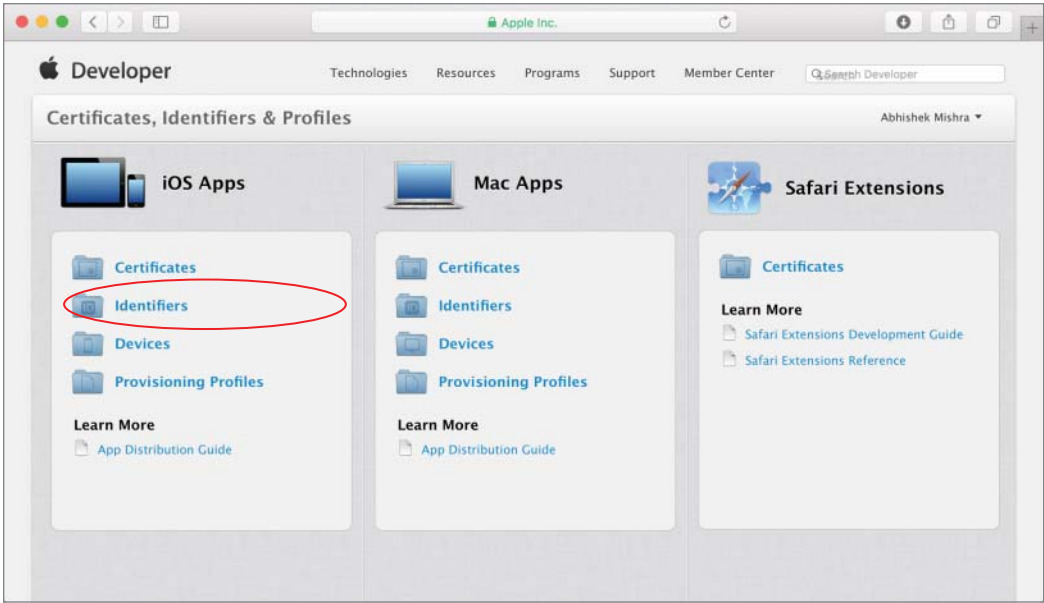 Apple Inc.
Developer
Technologies Resources Programs Support Member Center Search Developer
Certificates, Identifiers & Profiles
Abhishek Mishra
iOS Apps
Certificates
Identifiers
Devices
Provisioning Profiles
Learn More
App Distribution Guide
Mac Apps
Certificates
Identifiers
Devices
Provisioning Profiles
Learn More
App Distribution Guide
Safari Extensions
Certificates
Learn More
Safari Extensions Development Guide
Safari Extensions Reference